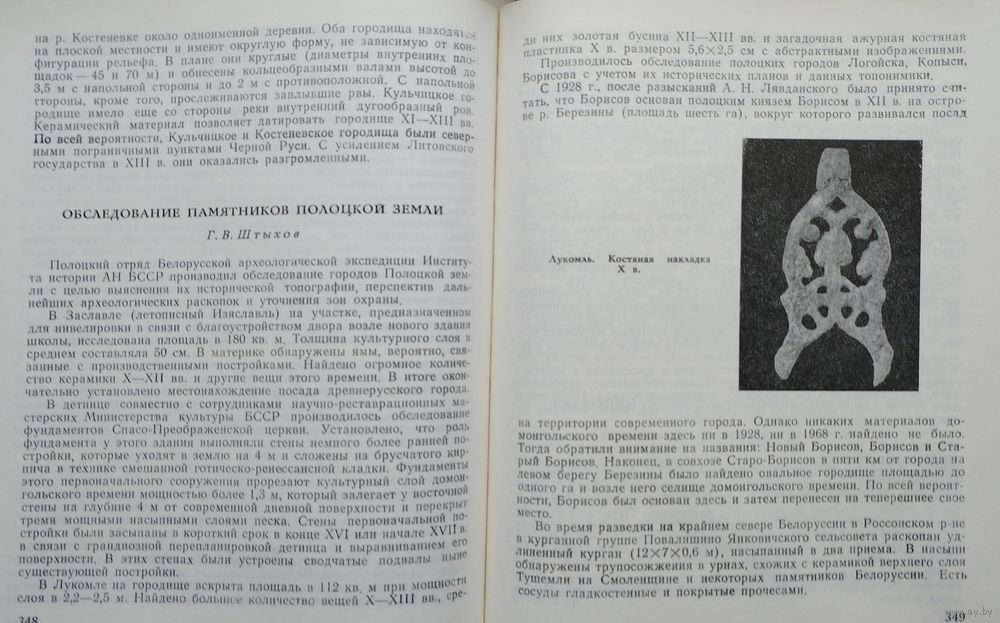 на р. Костеневке около одноименной деревни. Оба городища находятся
на плоской местности и имеют округлую форму, не зависимую от кон-
фигурации рельефа. В плане они круглые (диаметры внутренних пло-
щадок — 45 и 70 м) и обнесены кольцеобразными валами высотой до
3,5 м с напольной стороны и до 2 м с противоположной. С напольной
стороны, кроме того, прослеживаются заплывшие рвы. Кульчицкое го-
родище имело еще со стороны реки внутренний дугообразный ров.
Керамический материал позволяет датировать городище XI—XIII вв.
По всей вероятности, Кульчицкое и Костеневское городища были север-
ными пограничными пунктами Черной Руси. С усилением Литовского
государства в XIII в. они оказались разгромленными.
ОБСЛЕДОВАНИЕ ПАМЯТНИКОВ ПОЛОЦКОЙ ЗЕМЛИ
Г. В. Штыхов
Полоцкий отряд Белорусской археологической экспедиции Институ-
та истории АН БССР производил обследование городов Полоцкой зем-
ли с целью выяснения их исторической топографии, перспектив даль-
нейших археологических раскопок и уточнения зон охраны.
В Заславле (летописный Изяславль) на участке, предназначенном
для нивелировки в связи с благоустройством двора возле нового здания
школы, исследована площадь в 180 кв. м. Толщина культурного слоя в
среднем составляла 50 см. В материке обнаружены ямы, вероятно, свя-
занные с производственными постройками. Найдено огромное количе-
ство керамики X—XII вв. и другие вещи этого времени. В итоге окон-
чательно установлено местонахождение посада древнерусского города.
В детинце совместно с сотрудниками научно-реставрационных ма-
стерских Министерства культуры БССР производилось обследование
фундаментов Спасо-Преображенской церкви. Установлено, что роль
фундамента у этого здания выполняли стены немного более ранней по-
стройки, которые уходят в землю на 4 м и сложены из брусчатого кир-
пича в технике смешанной готическо-ренессансной кладки. Фундаменты
этого первоначального сооружения прорезают культурный слой домон-
гольского времени мощностью более 1,3 м, который залегает у восточной
стены на глубине 4 м от современной дневной поверхности и перекрыт
тремя мощными насыпными слоями песка. Стены первоначальной по-
стройки были засыпаны в короткий срок в конце XVI или начале XVII в.
в связи с грандиозной перепланировкой детинца и выравниванием его
поверхности. В этих стенах были устроены сводчатые подвалы ныне
существующей постройки.
В Лукомле на городище вскрыта площадь в 112 кв. м при мощности
слоя в 2,2—2,5 м. Найдено большое количество вещей X—XIII вв., сре-
348
ди них золотая бусина XII—XIII вв. и загадочная ажурная костяная
пластинка X в. размером 5,6×2,5 см с абстрактными изображениями.
Производилось обследование полоцких городов Логойска, Копыси,
Борисова с учетом их исторических планов и данных топонимики.
С 1928 г., после разысканий А. Н. Лявданского было принято счи-
тать, что Борисов основан полоцким князем Борисом в XII в. на остро-
ве р. Березины (площадь шесть га), вокруг которого развивался посад
Лукомль. Костяная накладка
X в.
на территории современного города. Однако никаких материалов до-
монгольского времени здесь ни в 1928, ни в 1968 г. найдено не было.
Тогда обратили внимание на названия: Новый Борисов, Борисов и Ста-
рый Борисов. Наконец, в совхозе Старо-Борисов в пяти км от города на
левом берегу Березины было найдено овальное городище площадью до
одного га и возле него селище домонгольского времени. По всей вероят-
ности, Борисов был основан здесь и затем перенесен на теперешнее свое
место.
Во время разведки на крайнем севере Белоруссии в Россонском р-не
в курганной группе Повалишино Янковичского сельсовета раскопан уд-
линенный курган (12×7×0,6 м), насыпанный в два приема. В насыпи
обнаружены трупосожжения в урнах, схожих с керамикой верхнего слоя
Тушемли на Смоленщине и некоторых памятников Белоруссии. Есть
сосуды гладкостенные и покрытые прочесами.
349
www.ay.by